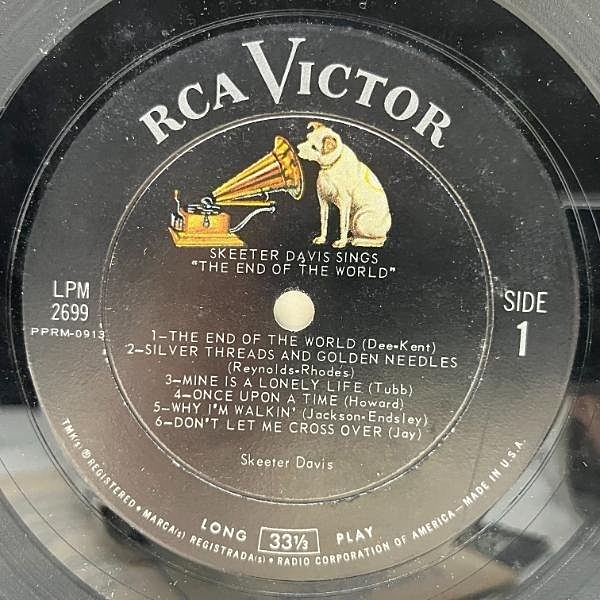 RCA VICTOR
SKEETER DAVIS SINGS
"THE END OF THE WORLD"
LPM
2699
PPRM-0913
SIDE
1
1—THE END OF THE WORLD (Dee-Kent)
2—SILVER THREADS AND GOLDEN NEEDLES
(Reynolds-Rhodes)
3—MINE IS A LONELY LIFE (Tubb)
4—ONCE UPON A TIME (Howard)
5—WHY I'M WALKIN' (Jackson-Endsley)
6—DON'T LET ME CROSS OVER (Jay)
Skeeter Davis
LONG 33⅓ PLAY
TMK(s) ® REGISTERED • MARCA(s) REGISTRADA(s) • RADIO CORPORATION OF AMERICA—MADE IN U.S.A.